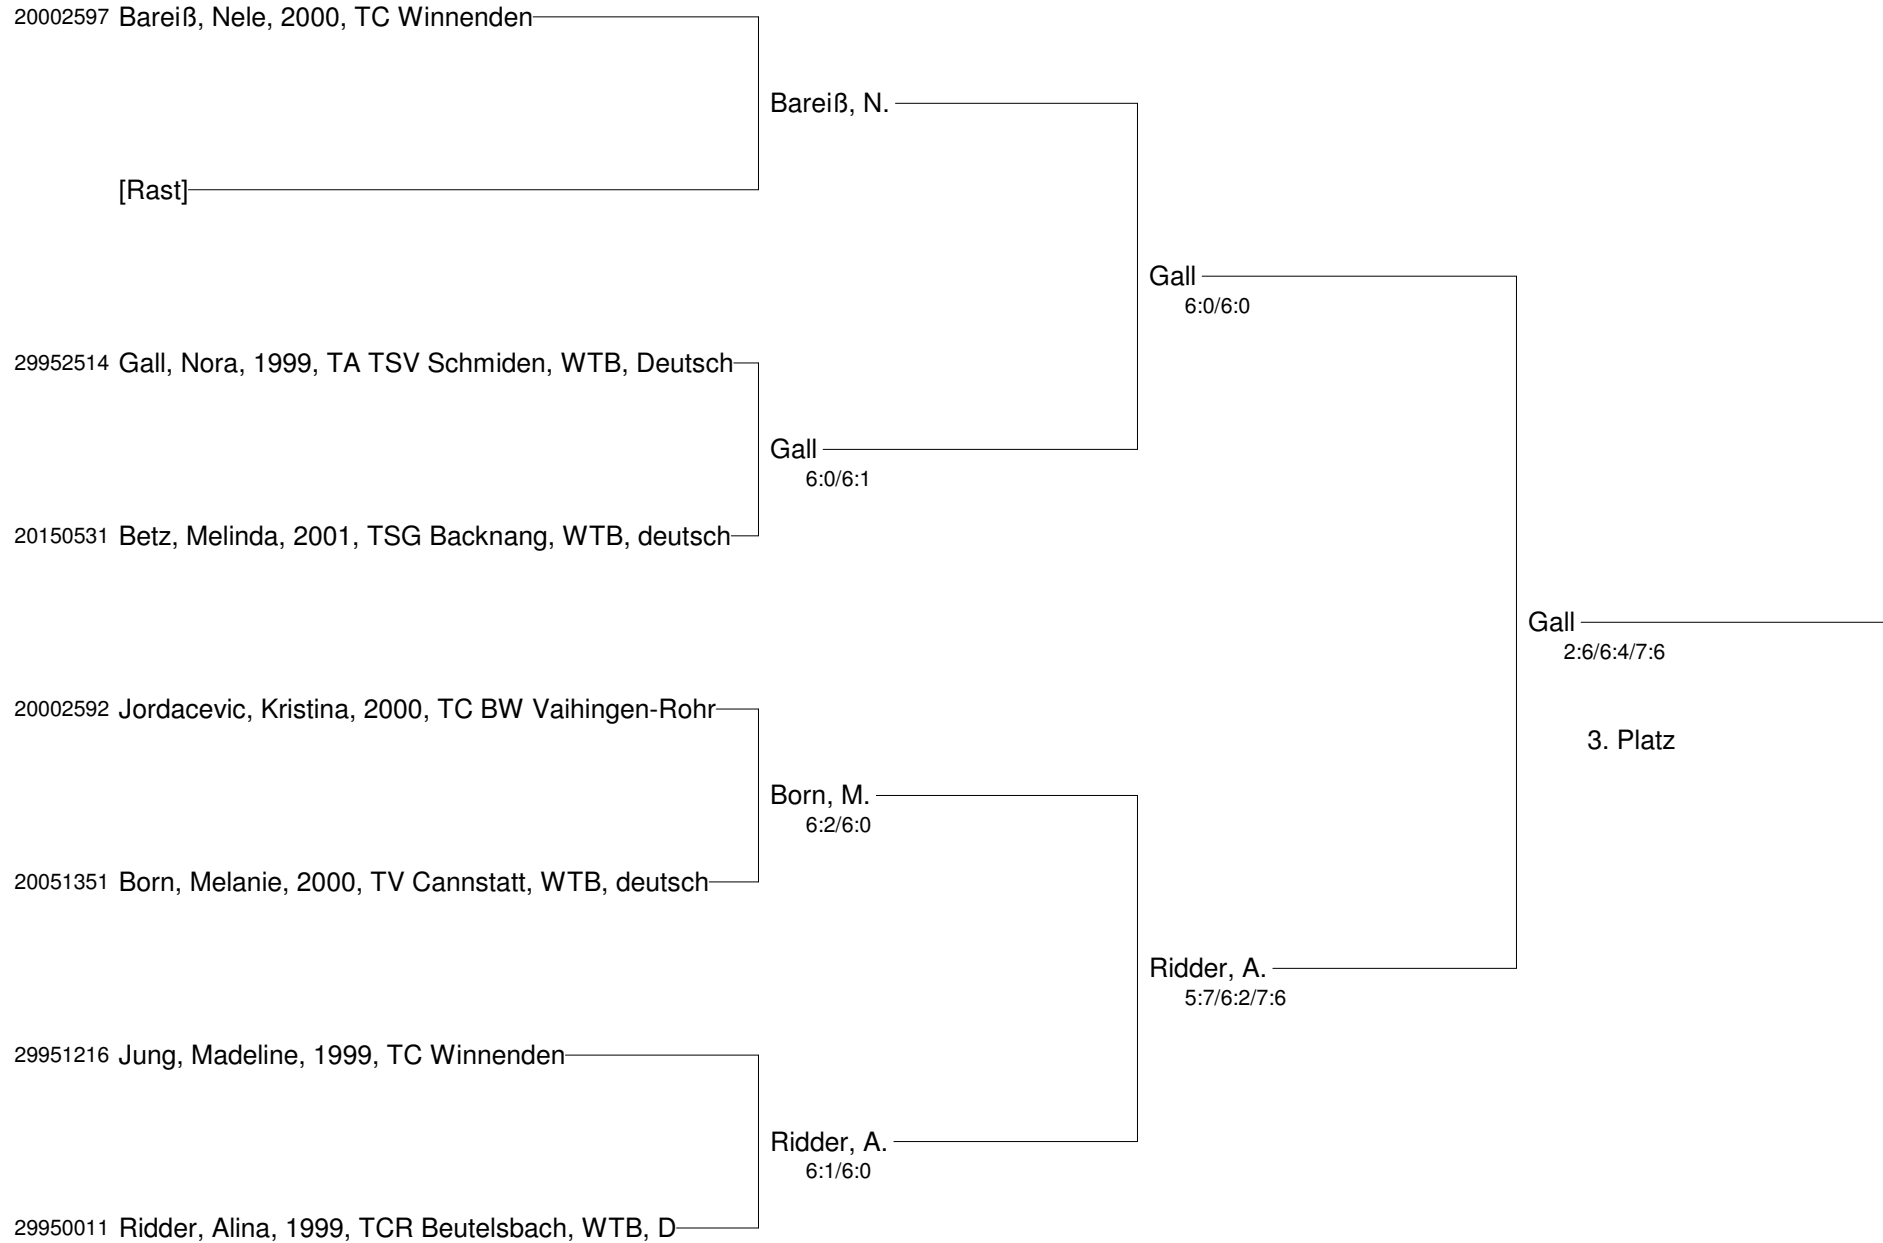 20002597 Bareiß, Nele, 2000, TC Winnenden
Bareiß, N.
[Rast]
Gall
6:0/6:0
29952514 Gall, Nora, 1999, TA TSV Schmiden, WTB, Deutsch
Gall
6:0/6:1
20150531 Betz, Melinda, 2001, TSG Backnang, WTB, deutsch
Gall
2:6/6:4/7:6
20002592 Jordacevic, Kristina, 2000, TC BW Vaihingen-Rohr
3. Platz
Born, M.
6:2/6:0
20051351 Born, Melanie, 2000, TV Cannstatt, WTB, deutsch
Ridder, A.
5:7/6:2/7:6
29951216 Jung, Madeline, 1999, TC Winnenden
Ridder, A.
6:1/6:0
29950011 Ridder, Alina, 1999, TCR Beutelsbach, WTB, D